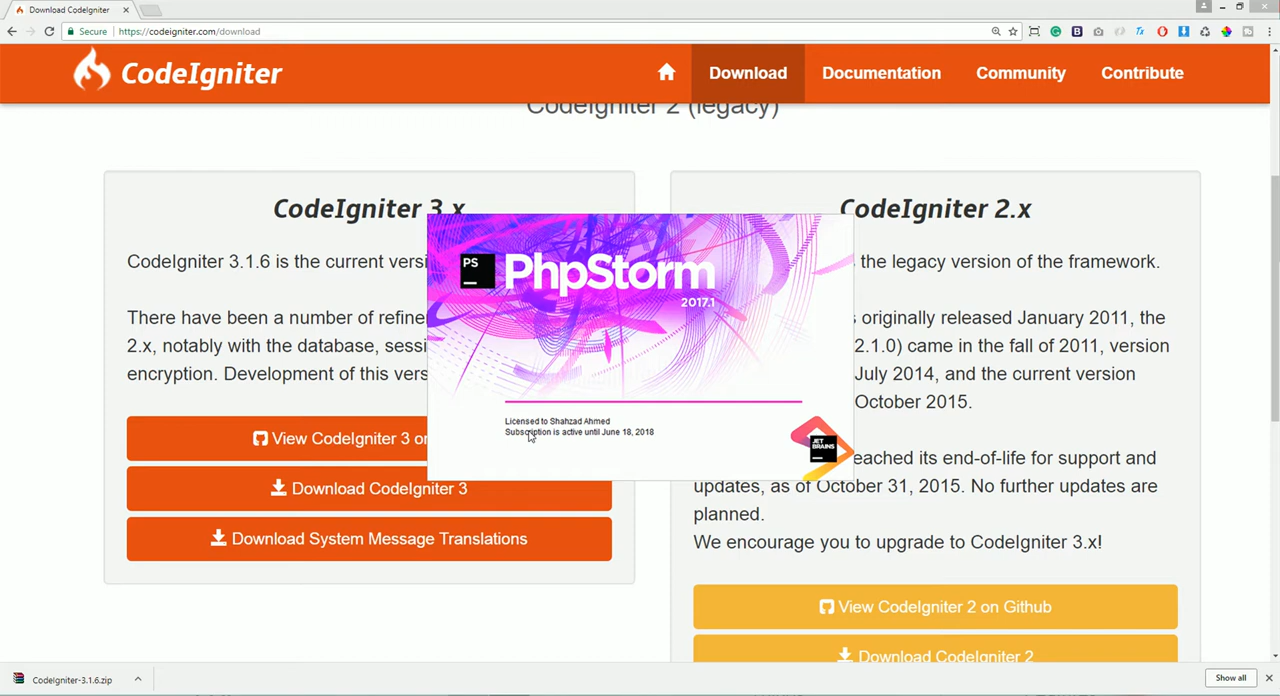 Download CodeIgniter
Secure
https://codeigniter.com/download
CodeIgniter
Download
Documentation
Community
Contribute
CodeIgniter 2 (legacy)
CodeIgniter 3.x
CodeIgniter 3.1.6 is the current versi
There have been a number of refine
2.x, notably with the database, sessi
encryption. Development of this vers
View CodeIgniter 3 on
Download CodeIgniter 3
Download System Message Translations
PS
PhpStorm
2017.1
Licensed to Shahzad Ahmed
Subscription is active until June 18, 2018
JET
BRAINS
CodeIgniter 2.x
the legacy version of the framework.
originally released January 2011, the
2.1.0) came in the fall of 2011, version
July 2014, and the current version
October 2015.
eached its end-of-life for support and
updates, as of October 31, 2015. No further updates are
planned.
We encourage you to upgrade to CodeIgniter 3.x!
View CodeIgniter 2 on Github
Download CodeIgniter 2
CodeIgniter-3.1.6.zip
Show all